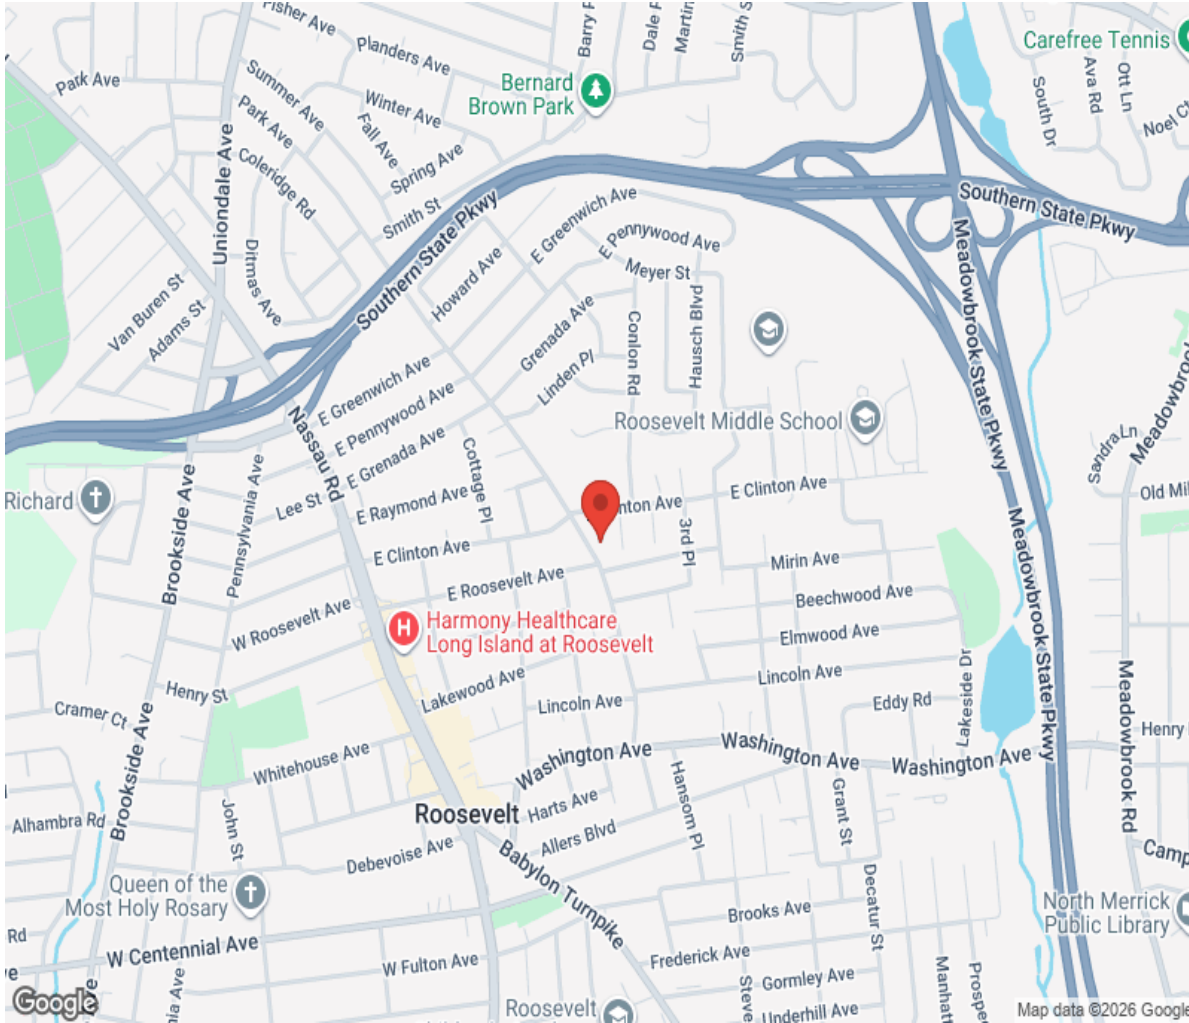 Fisher Ave
Planders Ave
Barry
Dale
Martin
Smith S
Carefree Tennis
Park Ave
Summer Ave
Bernard
Brown Park
Winter Ave
Park Ave
Fall Ave
Spring Ave
South Dr
Ava Rd
Ott Ln
Noel Ct
Uniondale Ave
Coleridge Rd
Smith St
Southern State Pkwy
E Greenwich Ave
E Pennywood Ave
Southern State Pkwy
Ditmas Ave
Howard Ave
Meyer St
Van Buren St
Adams St
Grenada Ave
Conlon Rd
Hausch Blvd
Linden Pl
Meadowbrook State Pkwy
Meadowbrook
E Greenwich Ave
E Pennywood Ave
Roosevelt Middle School
Nassau Rd
E Grenada Ave
Cottage Pl
Sandra Ln
Richard
Brookside Ave
Pennsylvania Ave
Lee St
E Raymond Ave
nton Ave
E Clinton Ave
Old Mil
3rd Pl
E Clinton Ave
Mirin Ave
Meadowbrook State Pkwy
E Roosevelt Ave
Beechwood Ave
W Roosevelt Ave
Harmony Healthcare
Long Island at Roosevelt
Elmwood Ave
Lincoln Ave
Henry St
Lakewood Ave
Lincoln Ave
Eddy Rd
Lakeside Dr
Meadowbrook Rd
Cramer Ct
Brookside Ave
Whitehouse Ave
Washington Ave
Washington Ave
Washington Ave
Henry
Hansom Pl
Grant St
Alhambra Rd
John St
Roosevelt
Harts Ave
Allers Blvd
Debevoise Ave
Babylon Turnpike
Camp
Queen of the
Most Holy Rosary
Decatur St
North Merrick
Public Library
Rd
W Centennial Ave
Brooks Ave
W Fulton Ave
Frederick Ave
Gormley Ave
Underhill Ave
Steve
Manhatt
Prospe
nia Ave
Ave
ve
Roosevelt
Google
Map data ©2026 Google